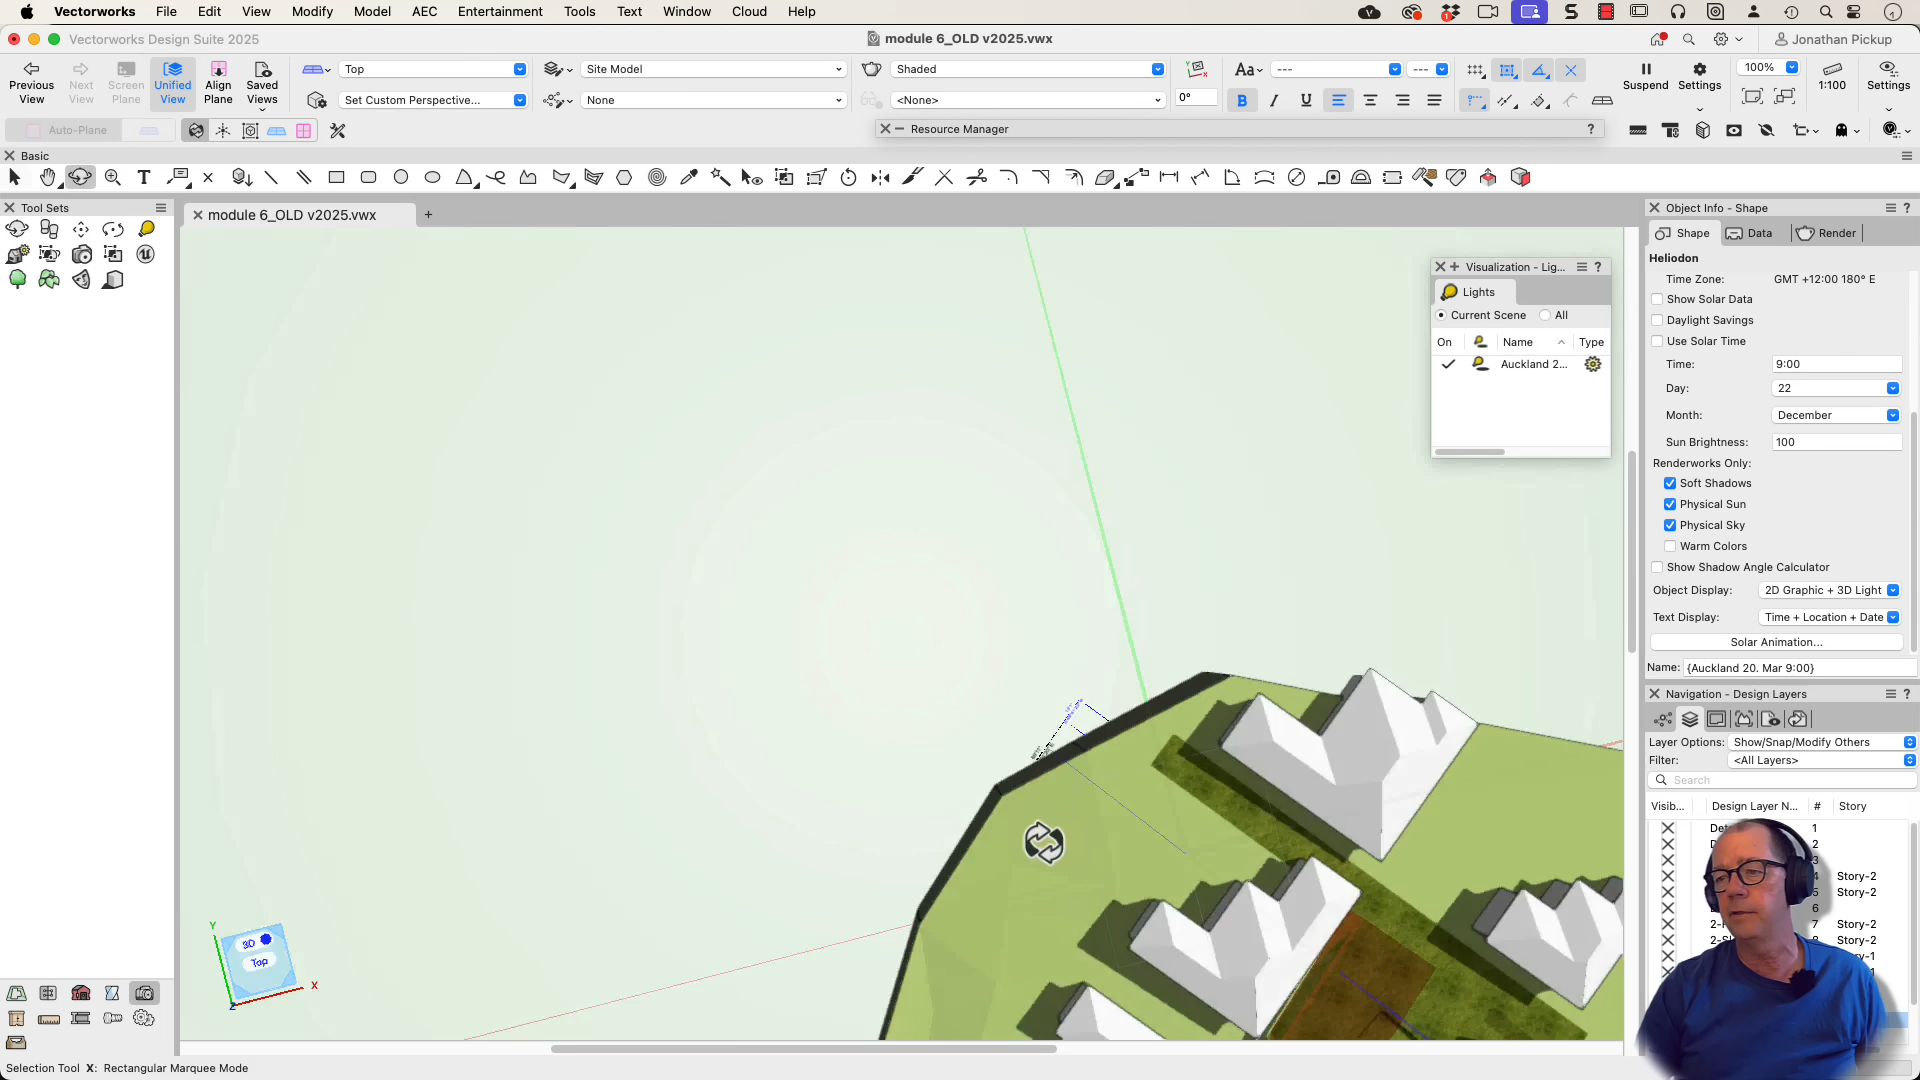 Vectorworks File Edit View Modify Model AEC Entertainment Tools Text Window Cloud Help
Vectorworks Design Suite 2025
module 6_OLD v2025.vwx
Jonathan Pickup
Previous View
Next View
Screen Plane
Unified View
Align Plane
Saved Views
Top
Set Custom Perspective...
Site Model
None
Shaded
<None>
0°
Aa
---
---
B I U
Suspend
Settings
100%
1:100
Settings
Auto-Plane
Resource Manager
?
Basic
Tool Sets
module 6_OLD v2025.vwx
+
Visualization - Lig...
?
Lights
Current Scene
All
On Name Type
Auckland 2...
Object Info - Shape
?
Shape Data Render
Heliodon
Time Zone: GMT +12:00 180° E
Show Solar Data
Daylight Savings
Use Solar Time
Time: 9:00
Day: 22
Month: December
Sun Brightness: 100
Renderworks Only:
Soft Shadows
Physical Sun
Physical Sky
Warm Colors
Show Shadow Angle Calculator
Object Display: 2D Graphic + 3D Light
Text Display: Time + Location + Date
Solar Animation...
Name: {Auckland 20. Mar 9:00}
Navigation - Design Layers
?
Layer Options: Show/Snap/Modify Others
Filter: <All Layers>
Search
Visib... Design Layer N... # Story
1
2
3
Story-2
Story-2
6
7 Story-2
8 Story-2
Y
3D
Top
X
Z
Selection Tool X: Rectangular Marquee Mode